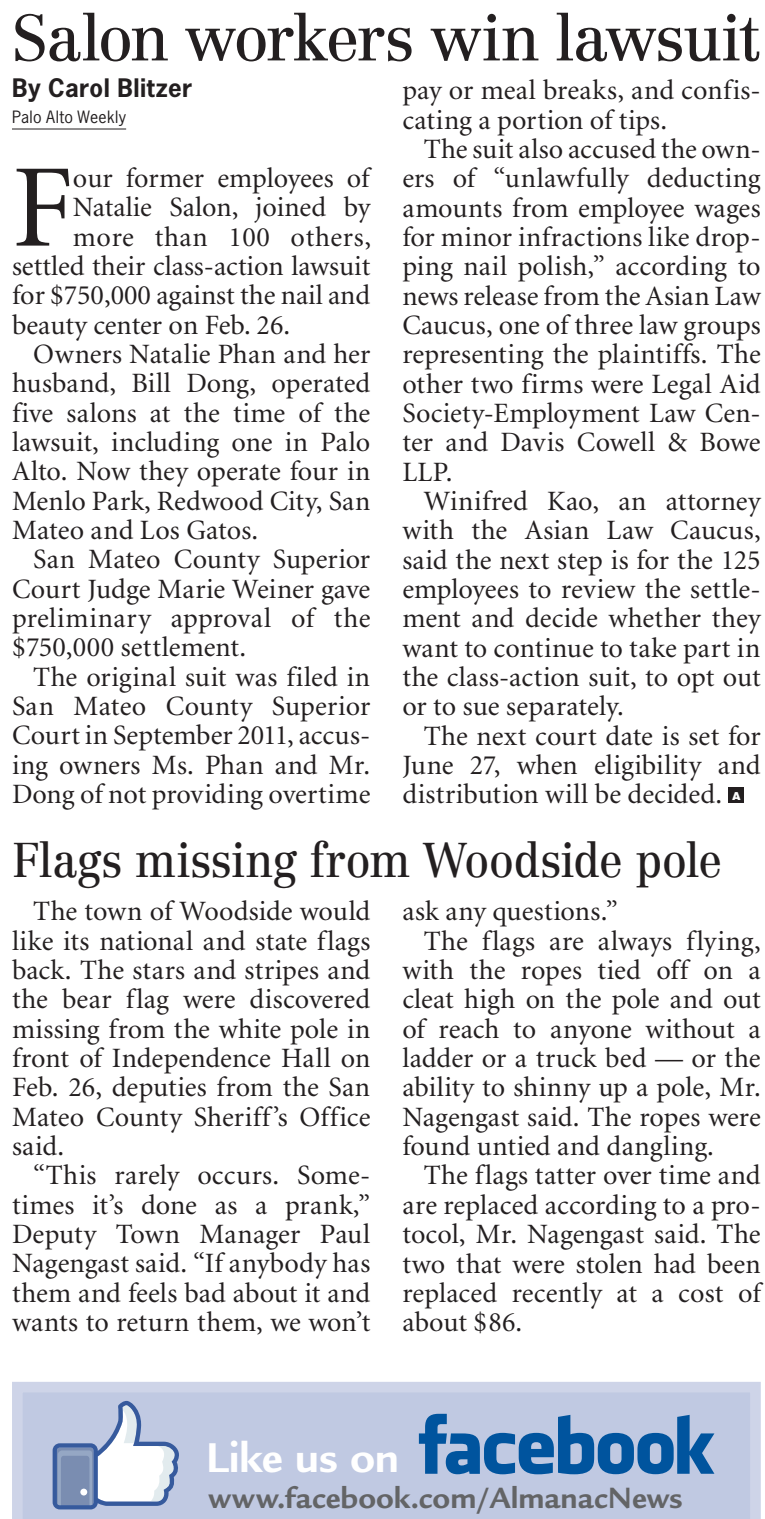 Salon workers win lawsuit
By Carol Blitzer
Palo Alto Weekly
Four former employees of
Natalie Salon, joined by
more than 100 others,
settled their class-action lawsuit
for $750,000 against the nail and
beauty center on Feb. 26.
Owners Natalie Phan and her
husband, Bill Dong, operated
five salons at the time of the
lawsuit, including one in Palo
Alto. Now they operate four in
Menlo Park, Redwood City, San
Mateo and Los Gatos.
San Mateo County Superior
Court Judge Marie Weiner gave
preliminary approval of the
$750,000 settlement.
The original suit was filed in
San Mateo County Superior
Court in September 2011, accus-
ing owners Ms. Phan and Mr.
Dong of not providing overtime
pay or meal breaks, and confis-
cating a portion of tips.
The suit also accused the own-
ers of “unlawfully deducting
amounts from employee wages
for minor infractions like drop-
ping nail polish,” according to
news release from the Asian Law
Caucus, one of three law groups
representing the plaintiffs. The
other two firms were Legal Aid
Society-Employment Law Cen-
ter and Davis Cowell & Bowe
LLP.
Winifred Kao, an attorney
with the Asian Law Caucus,
said the next step is for the 125
employees to review the settle-
ment and decide whether they
want to continue to take part in
the class-action suit, to opt out
or to sue separately.
The next court date is set for
June 27, when eligibility and
distribution will be decided. A
Flags missing from Woodside pole
The town of Woodside would
like its national and state flags
back. The stars and stripes and
the bear flag were discovered
missing from the white pole in
front of Independence Hall on
Feb. 26, deputies from the San
Mateo County Sheriff’s Office
said.
“This rarely occurs. Some-
times it’s done as a prank,”
Deputy Town Manager Paul
Nagengast said. “If anybody has
them and feels bad about it and
wants to return them, we won’t
ask any questions.”
The flags are always flying,
with the ropes tied off on a
cleat high on the pole and out
of reach to anyone without a
ladder or a truck bed — or the
ability to shinny up a pole, Mr.
Nagengast said. The ropes were
found untied and dangling.
The flags tatter over time and
are replaced according to a pro-
tocol, Mr. Nagengast said. The
two that were stolen had been
replaced recently at a cost of
about $86.
Like us on facebook
www.facebook.com/AlmanacNews